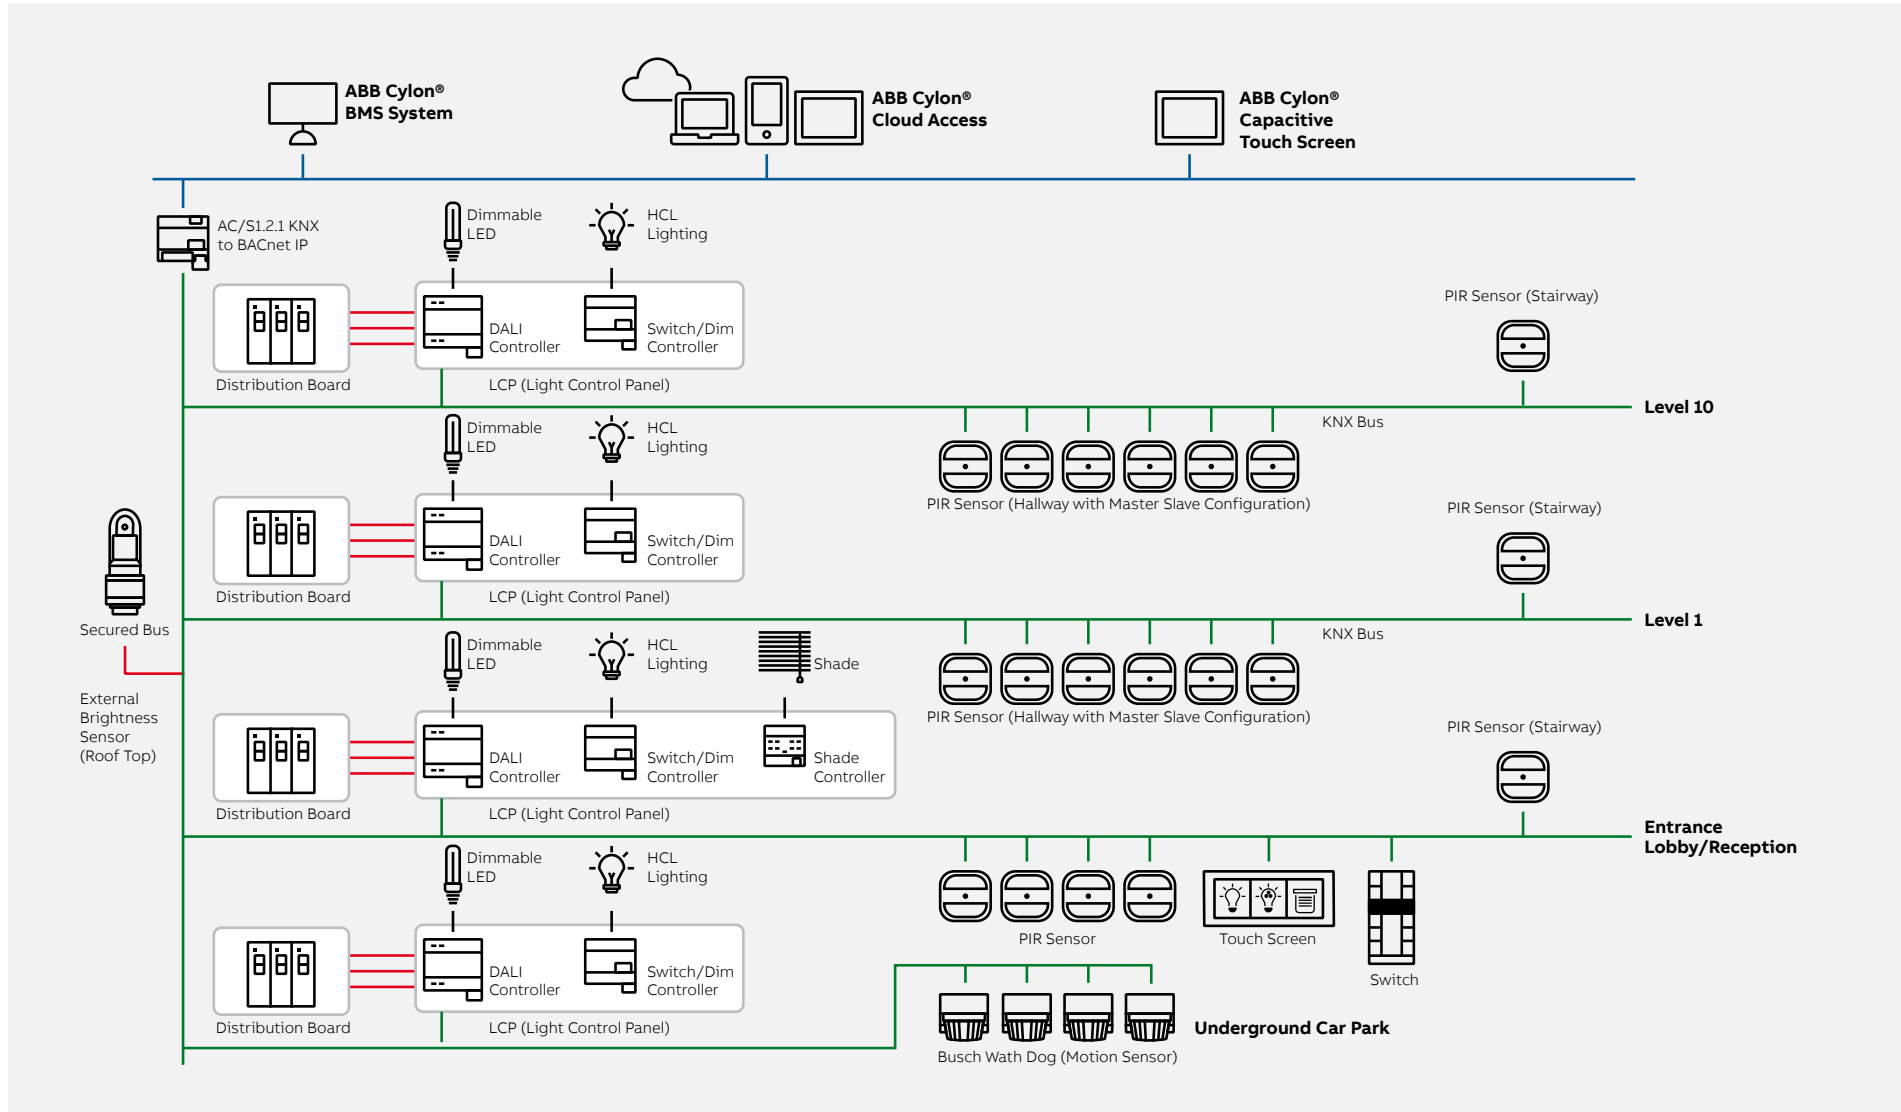 ABB Cylon®
BMS System
ABB Cylon®
Cloud Access
ABB Cylon®
Capacitive
Touch Screen
AC/S1.2.1 KNX
to BACnet IP
Dimmable
LED
HCL
Lighting
DALI
Controller
Switch/Dim
Controller
Distribution Board
LCP (Light Control Panel)
PIR Sensor (Stairway)
Level 10
KNX Bus
PIR Sensor (Hallway with Master Slave Configuration)
Dimmable
LED
HCL
Lighting
DALI
Controller
Switch/Dim
Controller
Distribution Board
LCP (Light Control Panel)
PIR Sensor (Stairway)
Level 1
KNX Bus
PIR Sensor (Hallway with Master Slave Configuration)
Secured Bus
External
Brightness
Sensor
(Roof Top)
Dimmable
LED
HCL
Lighting
Shade
DALI
Controller
Switch/Dim
Controller
Shade
Controller
Distribution Board
LCP (Light Control Panel)
PIR Sensor (Stairway)
Entrance
Lobby/Reception
PIR Sensor
Touch Screen
Switch
Dimmable
LED
HCL
Lighting
DALI
Controller
Switch/Dim
Controller
Distribution Board
LCP (Light Control Panel)
Underground Car Park
Busch Wath Dog (Motion Sensor)